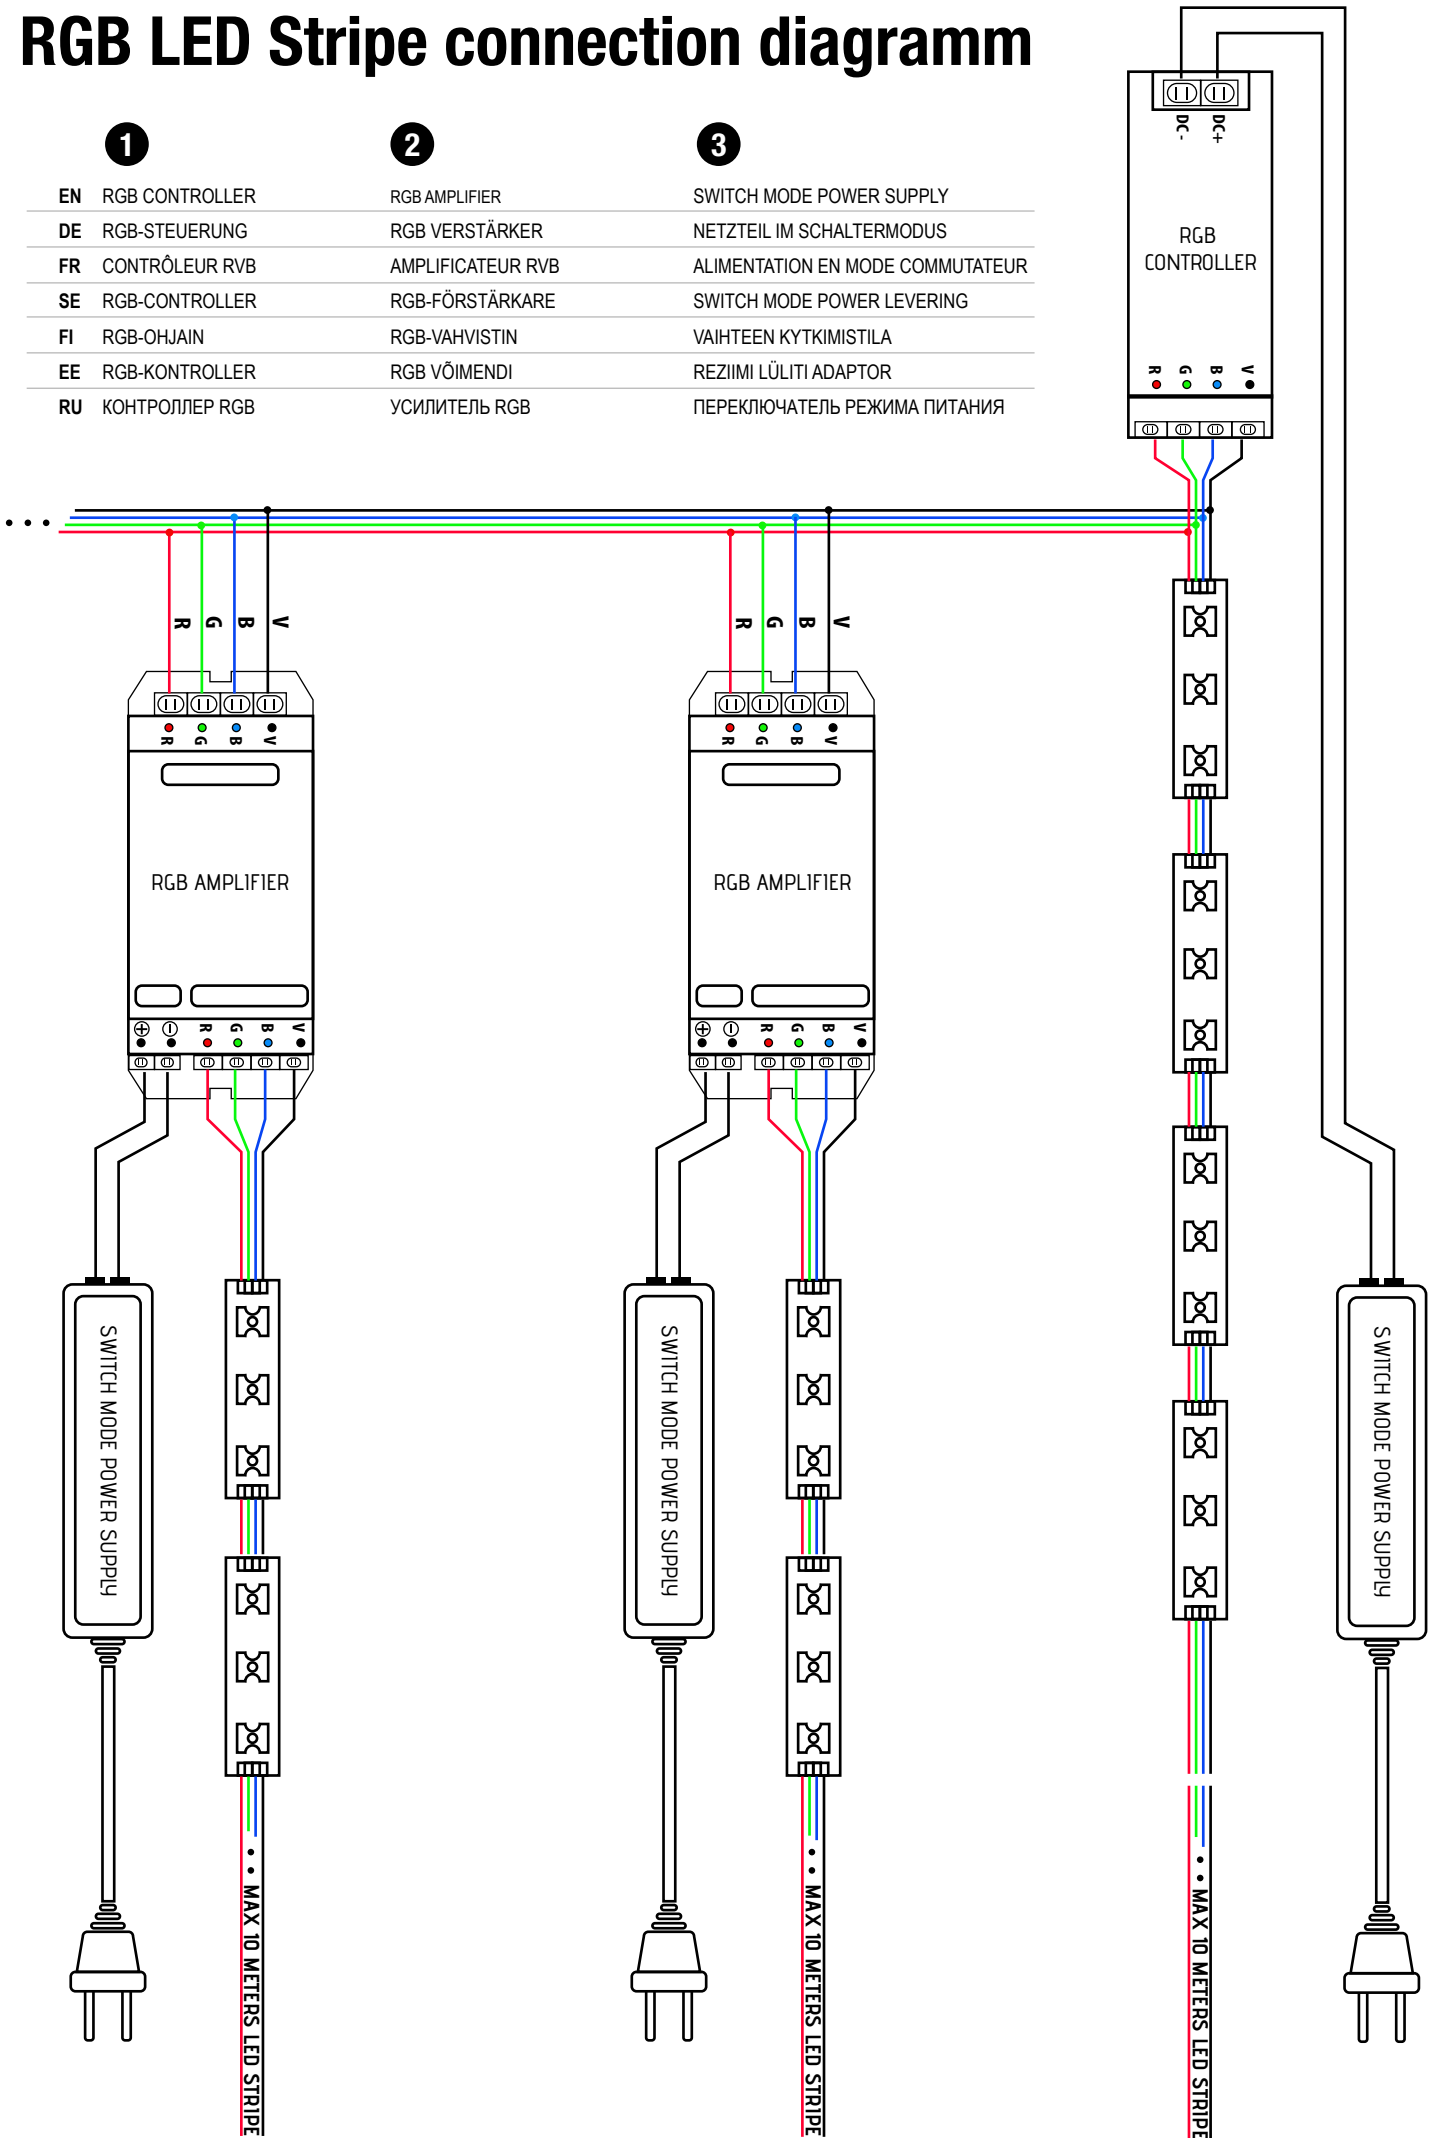 RGB LED Stripe connection diagramm
1 2 3
EN RGB CONTROLLER RGB AMPLIFIER SWITCH MODE POWER SUPPLY
DE RGB-STEUERUNG RGB VERSTÄRKER NETZTEIL IM SCHALTERMODUS
FR CONTRÔLEUR RVB AMPLIFICATEUR RVB ALIMENTATION EN MODE COMMUTATEUR
SE RGB-CONTROLLER RGB-FÖRSTÄRKARE SWITCH MODE POWER LEVERING
FI RGB-OHJAIN RGB-VAHVISTIN VAIHTEEN KYTKIMISTILA
EE RGB-KONTROLLER RGB VÕIMENDI REZIIMI LÜLITI ADAPTOR
RU КОНТРОЛЛЕР RGB УСИЛИТЕЛЬ RGB ПЕРЕКЛЮЧАТЕЛЬ РЕЖИМА ПИТАНИЯ
DC- DC+
RGB
CONTROLLER
R G B V
R G B V
R G B V
R G B V
R G B V
RGB AMPLIFIER
RGB AMPLIFIER
+ - R G B V
+ - R G B V
SWITCH MODE POWER SUPPLY
SWITCH MODE POWER SUPPLY
SWITCH MODE POWER SUPPLY
MAX 10 METERS LED STRIPE
MAX 10 METERS LED STRIPE
MAX 10 METERS LED STRIPE